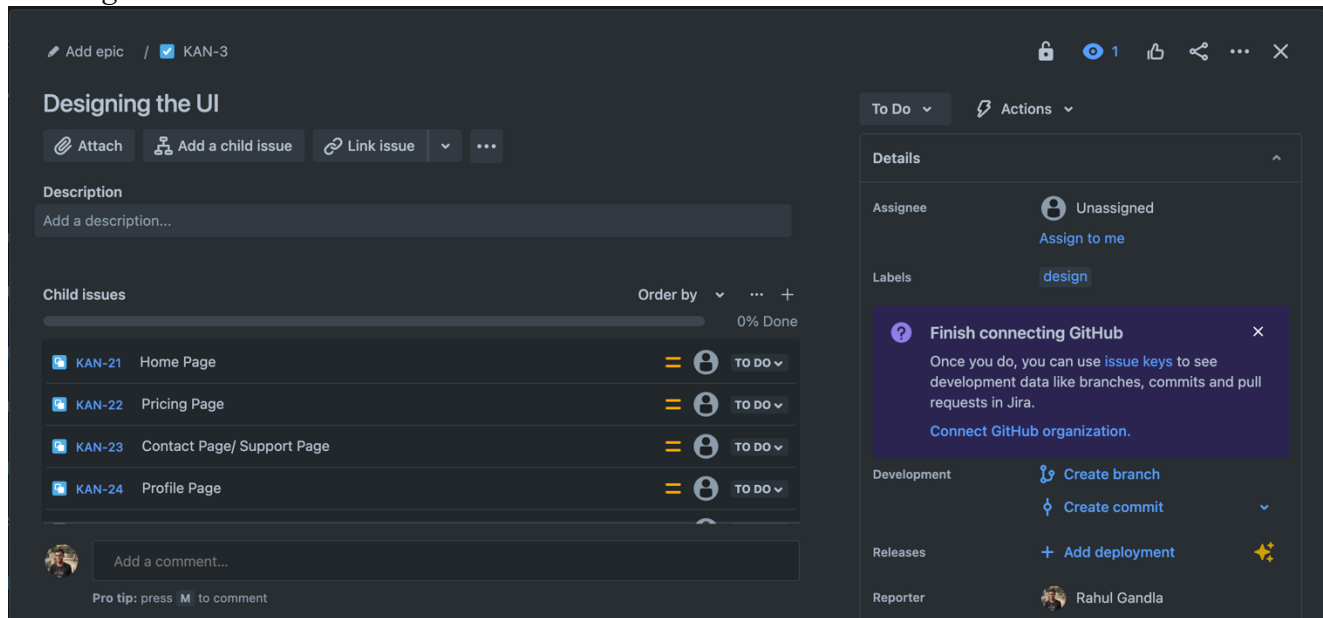 Add epic / KAN-3
1
Designing the UI
Attach
Add a child issue
Link issue
Description
Add a description...
Child issues
Order by
0% Done
KAN-21 Home Page TO DO
KAN-22 Pricing Page TO DO
KAN-23 Contact Page/ Support Page TO DO
KAN-24 Profile Page TO DO
Add a comment...
Pro tip: press M to comment
To Do
Actions
Details
Assignee Unassigned
Assign to me
Labels design
Finish connecting GitHub
Once you do, you can use issue keys to see
development data like branches, commits and pull
requests in Jira.
Connect GitHub organization.
Development Create branch
Create commit
Releases Add deployment
Reporter Rahul Gandla